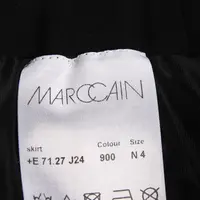 MARCCAIN
skirt Colour Size
+E 71.27 J24 900 N 4